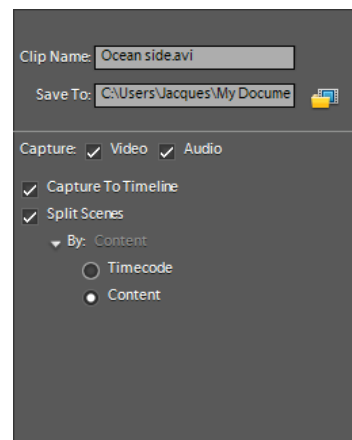 Clip Name: Ocean side.avi
Save To: C:\Users\Jacques\My Docume
Capture: Video Audio
Capture To Timeline
Split Scenes
By: Content
Timecode
Content